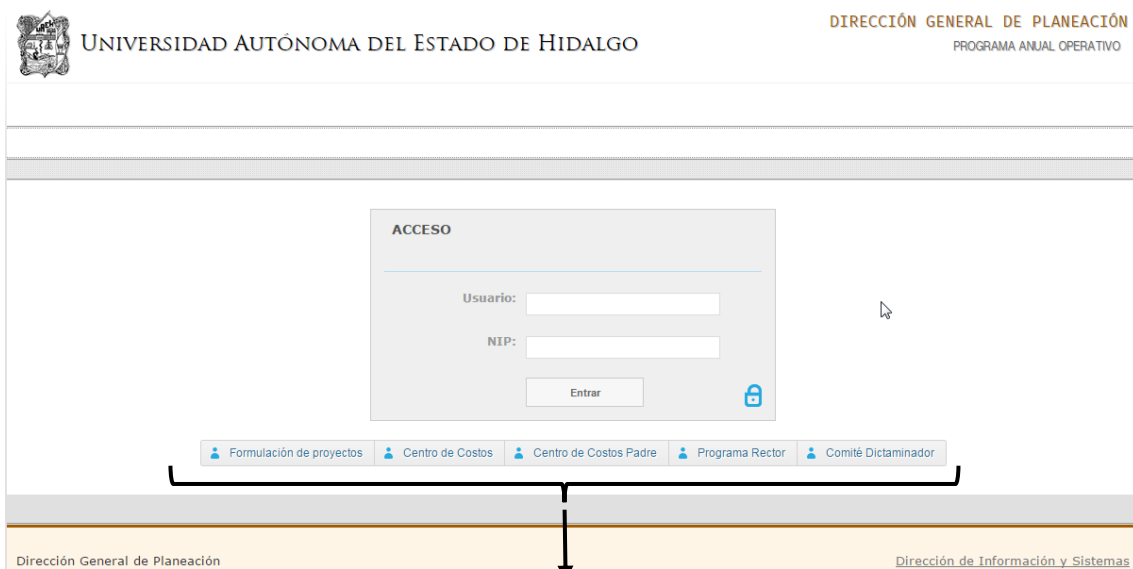 DIRECCIÓN GENERAL DE PLANEACIÓN
UNIVERSIDAD AUTÓNOMA DEL ESTADO DE HIDALGO
PROGRAMA ANUAL OPERATIVO
ACCESO
Usuario:
NIP:
Entrar
Formulación de proyectos Centro de Costos Centro de Costos Padre Programa Rector Comité Dictaminador
Dirección General de Planeación Dirección de Información y Sistemas